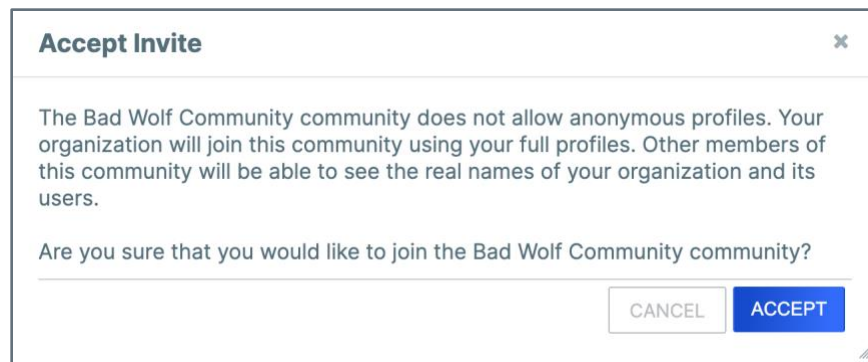 Accept Invite
The Bad Wolf Community community does not allow anonymous profiles. Your
organization will join this community using your full profiles. Other members of
this community will be able to see the real names of your organization and its
users.
Are you sure that you would like to join the Bad Wolf Community community?
CANCEL ACCEPT